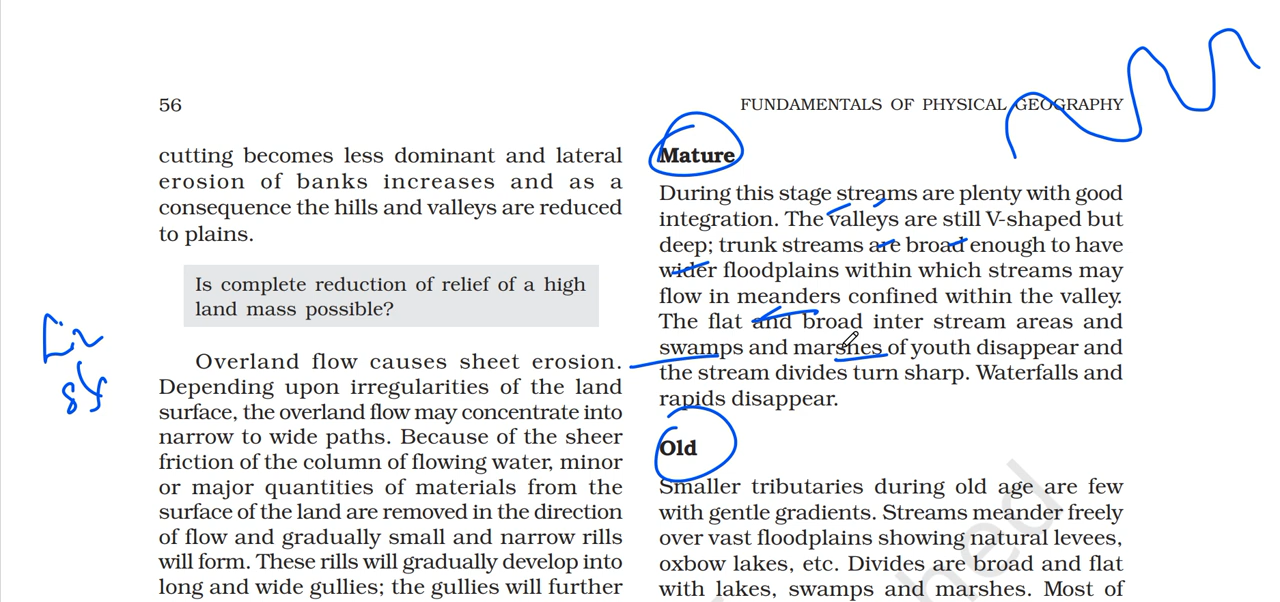 56
FUNDAMENTALS OF PHYSICAL GEOGRAPHY
cutting becomes less dominant and lateral
erosion of banks increases and as a
consequence the hills and valleys are reduced
to plains.
Is complete reduction of relief of a high
land mass possible?
Overland flow causes sheet erosion.
Depending upon irregularities of the land
surface, the overland flow may concentrate into
narrow to wide paths. Because of the sheer
friction of the column of flowing water, minor
or major quantities of materials from the
surface of the land are removed in the direction
of flow and gradually small and narrow rills
will form. These rills will gradually develop into
long and wide gullies; the gullies will further
Mature
During this stage streams are plenty with good
integration. The valleys are still V-shaped but
deep; trunk streams are broad enough to have
wider floodplains within which streams may
flow in meanders confined within the valley.
The flat and broad inter stream areas and
swamps and marshes of youth disappear and
the stream divides turn sharp. Waterfalls and
rapids disappear.
Old
Smaller tributaries during old age are few
with gentle gradients. Streams meander freely
over vast floodplains showing natural levees,
oxbow lakes, etc. Divides are broad and flat
with lakes, swamps and marshes. Most of